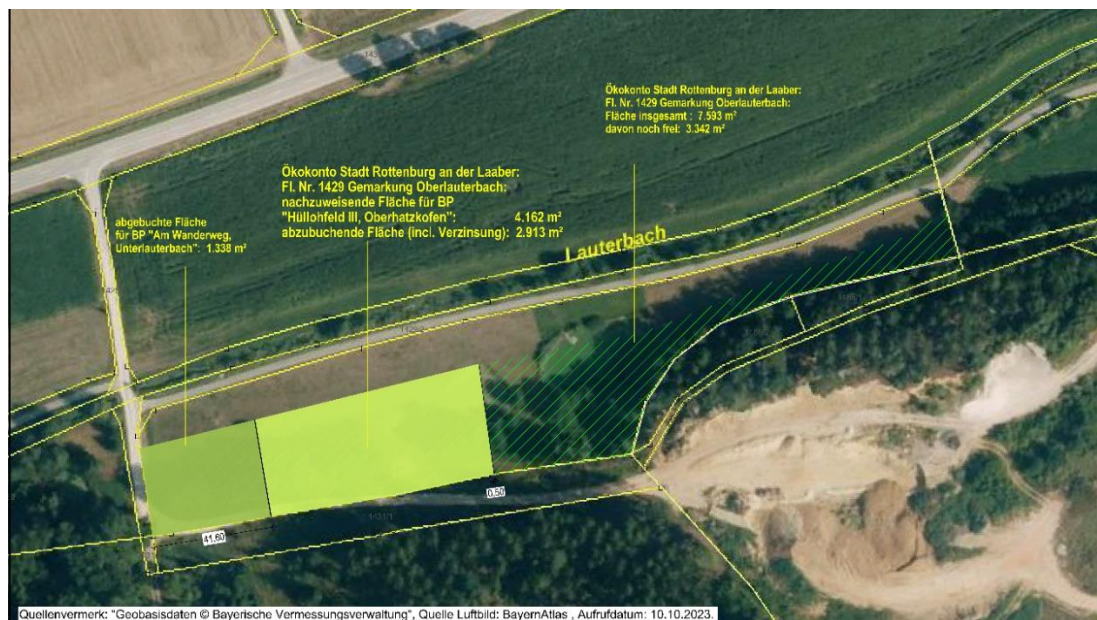 Ökokonto Stadt Rottenburg an der Laaber:
Fl. Nr. 1429 Gemarkung Oberlauterbach:
Fläche insgesamt : 7.593 m²
davon noch frei: 3.342 m²
Ökokonto Stadt Rottenburg an der Laaber:
Fl. Nr. 1429 Gemarkung Oberlauterbach:
nachzuweisende Fläche für BP
"Hüllohfeld III, Oberhatzkofen": 4.162 m²
abzubuchende Fläche (incl. Verzinsung): 2.913 m²
abgebuchte Fläche
für BP "Am Wanderweg,
Unterlauterbach": 1.338 m²
Lauterbach
0.50
1431/1
41.60
Quellenvermerk: "Geobasisdaten © Bayerische Vermessungsverwaltung", Quelle Luftbild: BayernAtlas , Aufrufdatum: 10.10.2023.